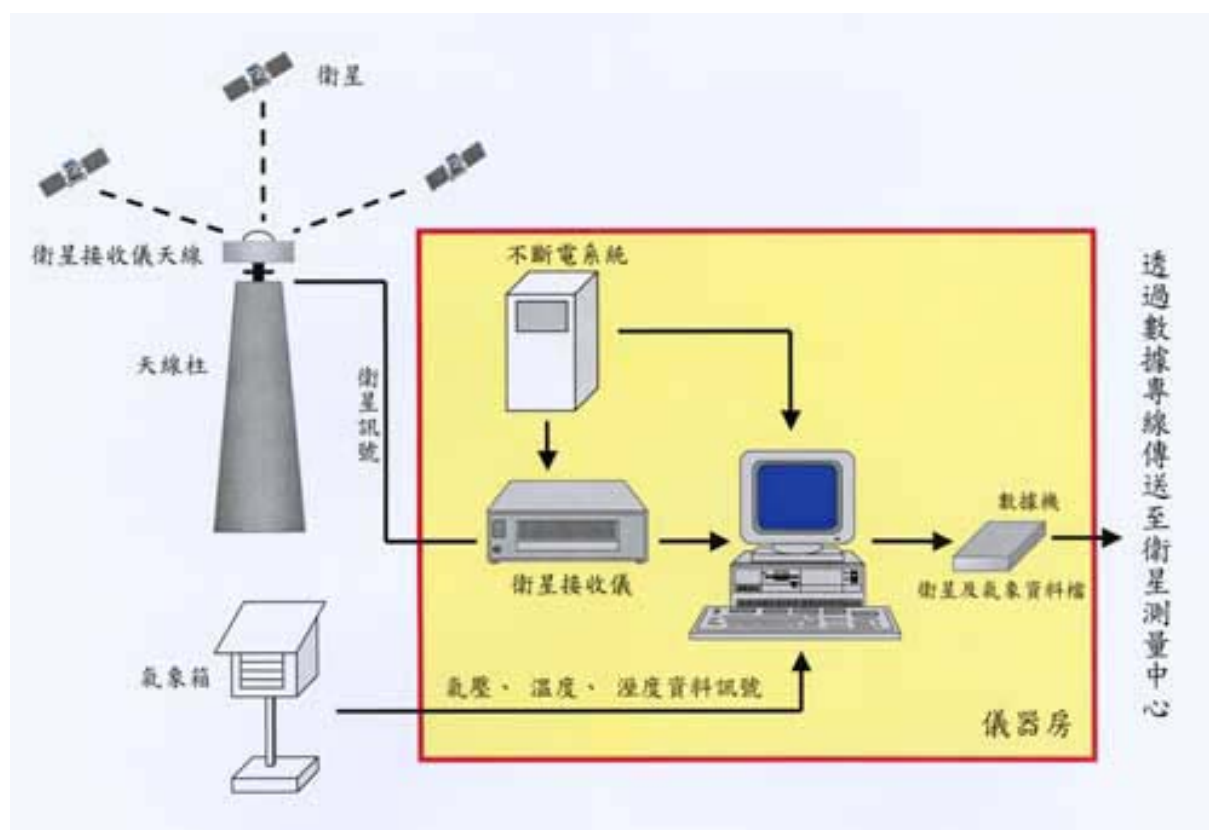 衛星
衛星接收儀天線
天線柱
衛星訊號
不斷電系統
衛星接收儀
數據機
衛星及氣象資料檔
氣象箱
氣壓、溫度、溼度資料訊號
儀器房
透過數據專線傳送至衛星測量中心